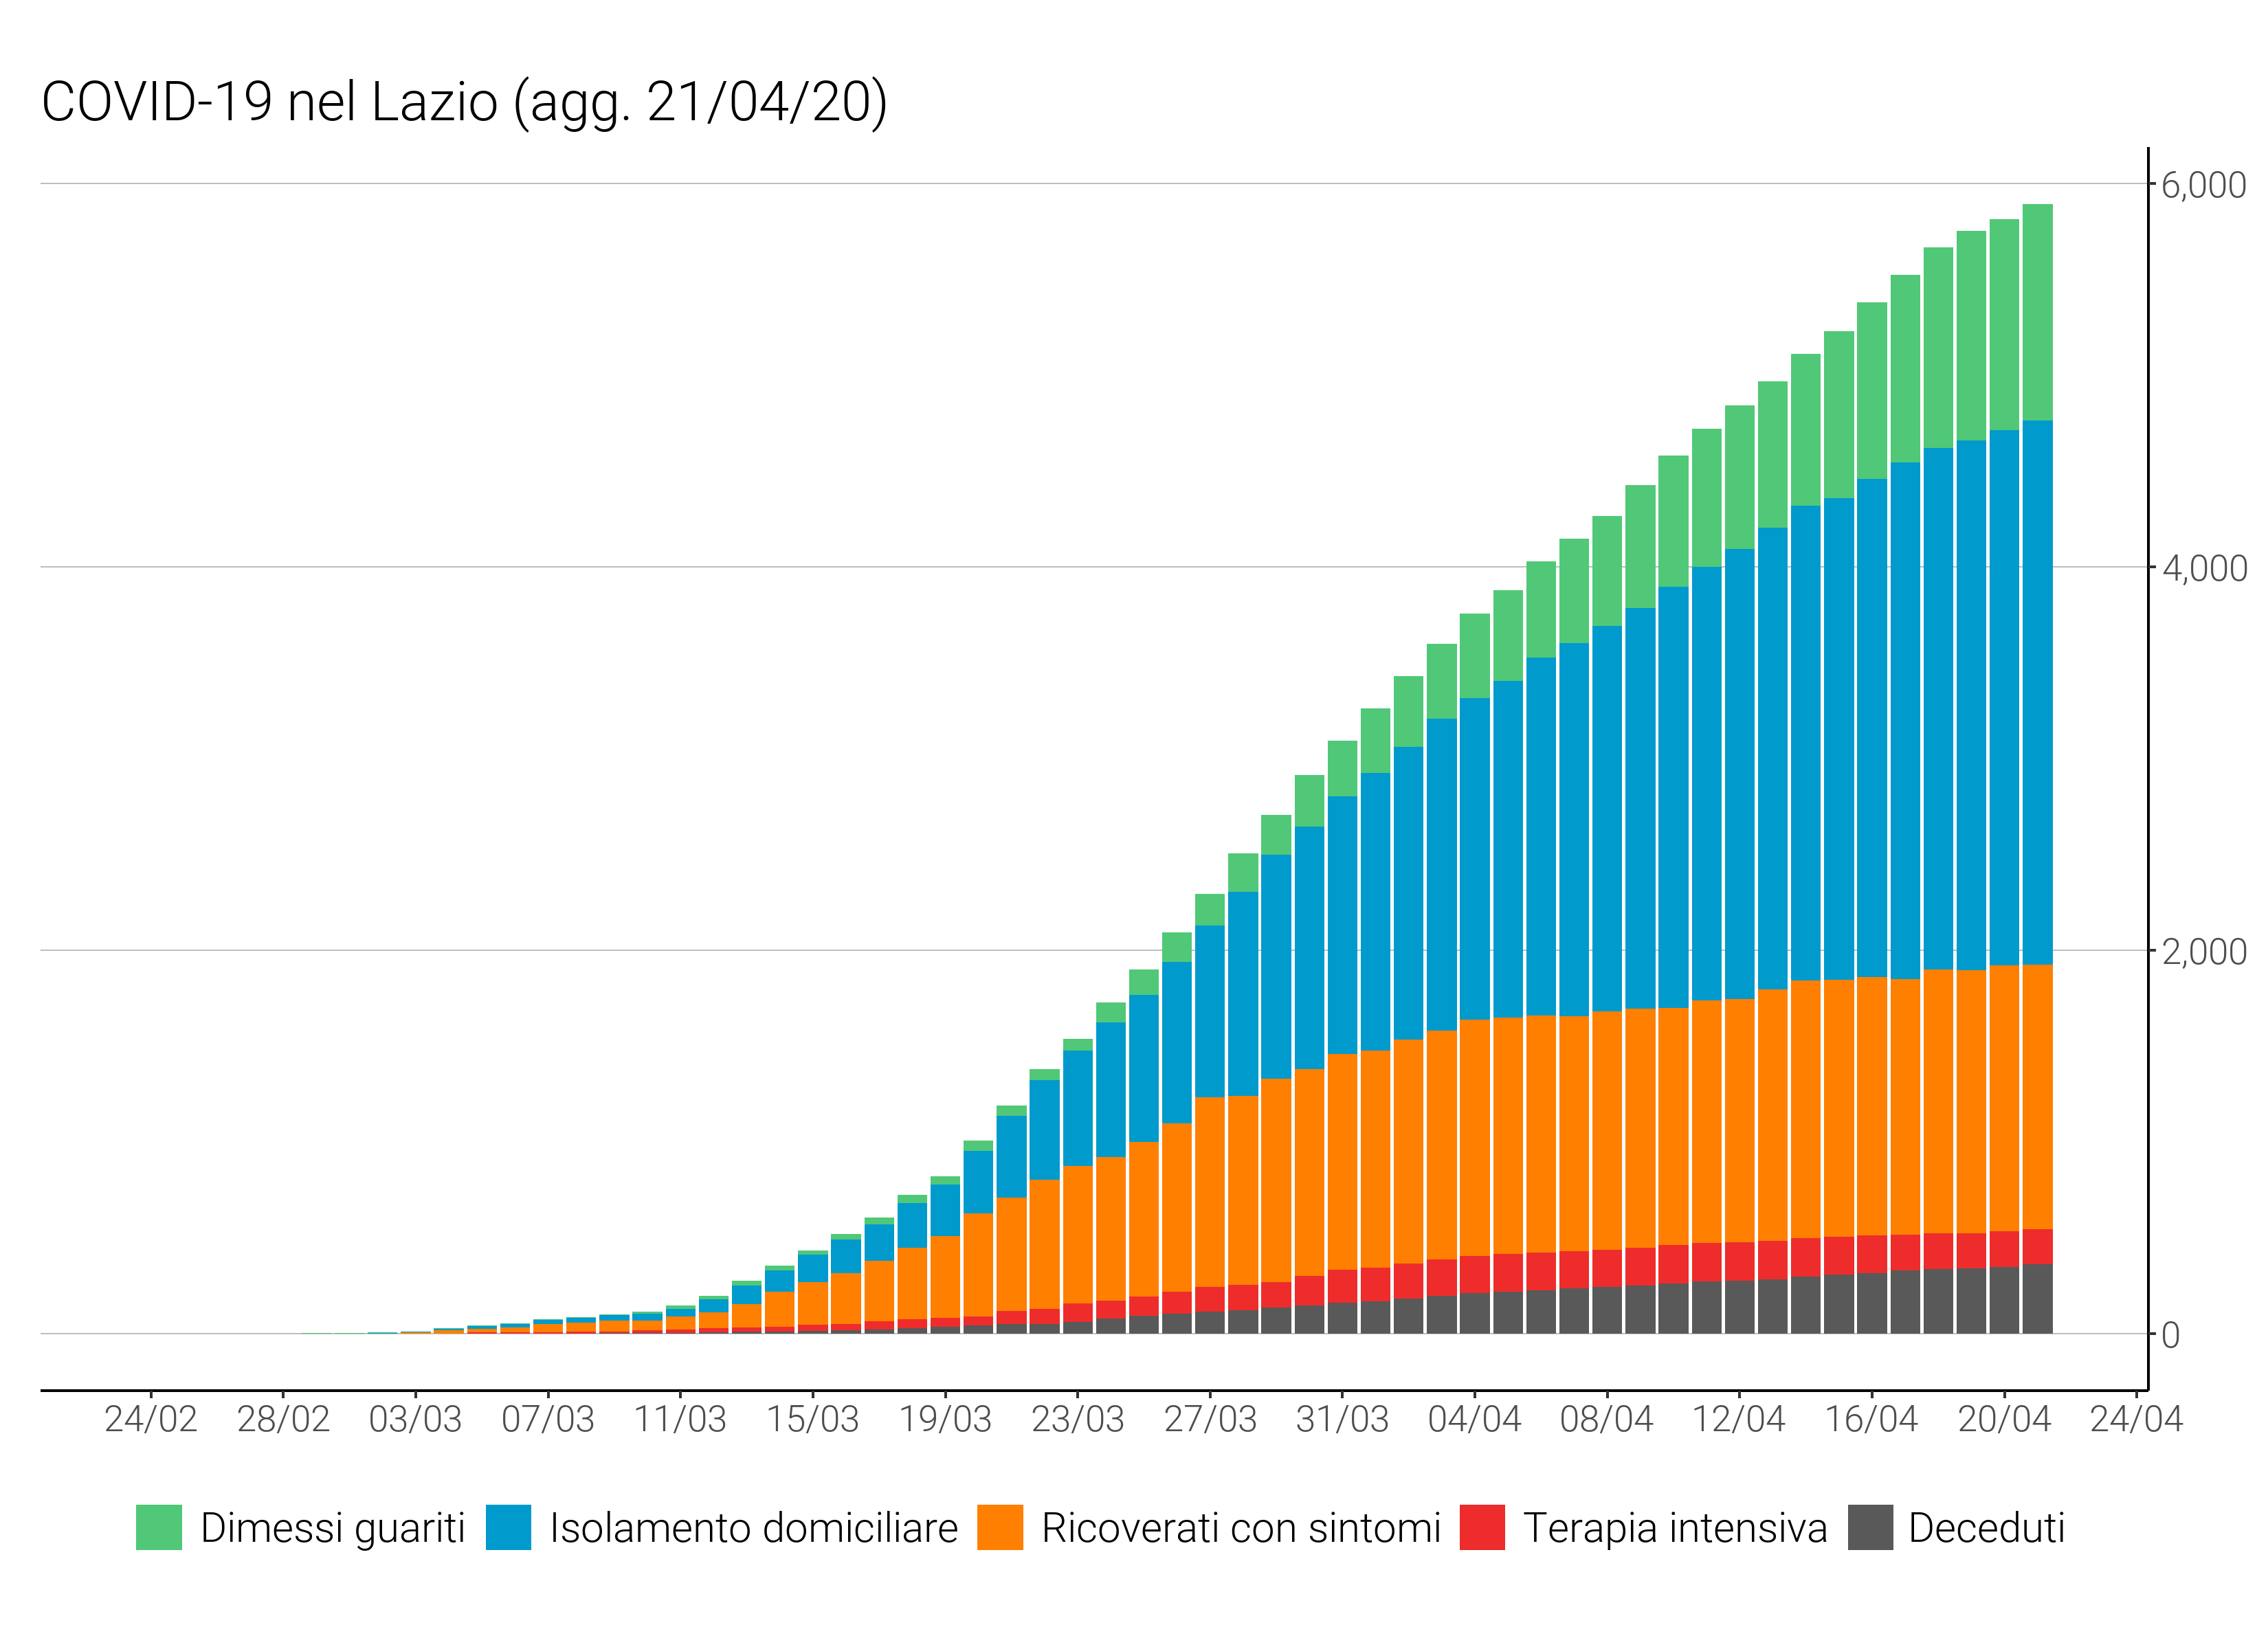 COVID-19 nel Lazio (agg. 21/04/20)
6,000
4,000
2,000
0
24/02 28/02 03/03 07/03 11/03 15/03 19/03 23/03 27/03 31/03 04/04 08/04 12/04 16/04 20/04 24/04
Dimessi guariti Isolamento domiciliare Ricoverati con sintomi Terapia intensiva Deceduti